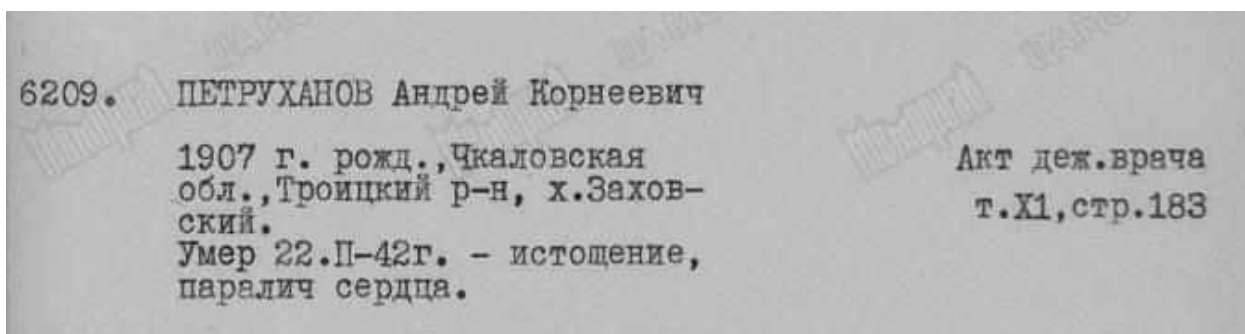 6209. ПЕТРУХАНОВ Андрей Корнеевич
1907 г. рожд.,Чкаловская
обл.,Троицкий р-н, х.Захов-
ский.
Умер 22.П-42г. - истощение,
паралич сердца.
Акт деж.врача
т.Х1,стр.183